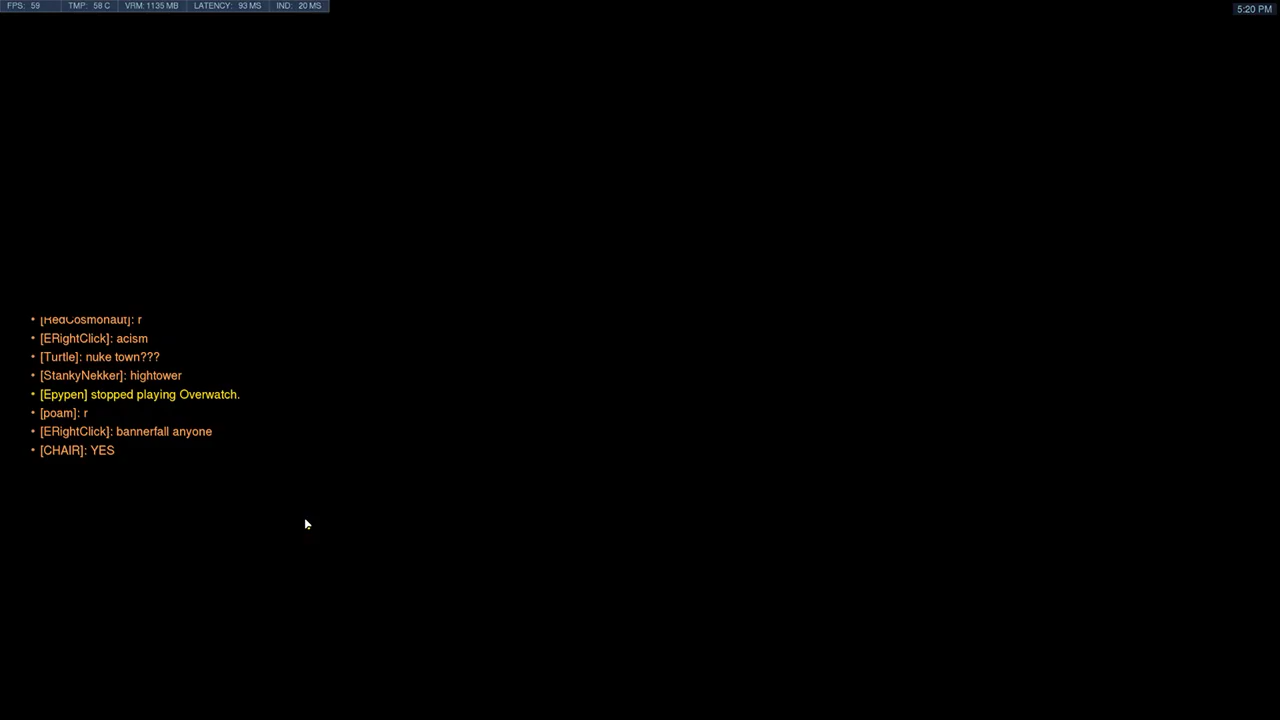 FPS: 59 TMP: 58 C VRM: 1135 MB LATENCY: 93 MS IND: 20 MS
5:20 PM
• [RedCosmonaut]: r
• [ERightClick]: acism
• [Turtle]: nuke town???
• [StankyNekker]: hightower
• [Epypen] stopped playing Overwatch.
• [poam]: r
• [ERightClick]: bannerfall anyone
• [CHAIR]: YES